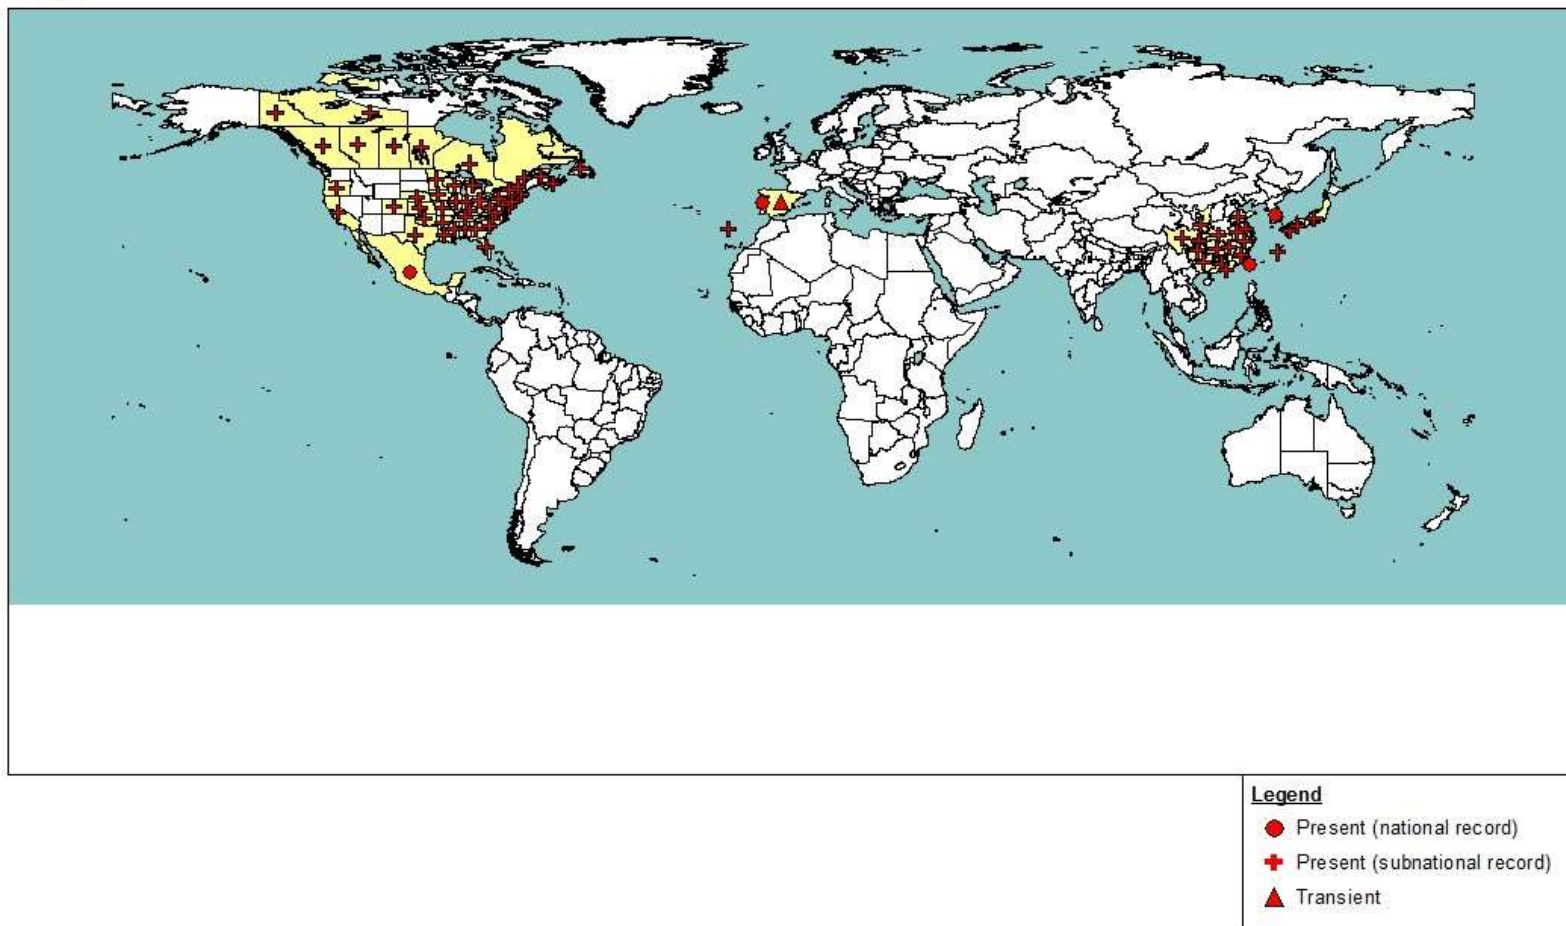 Legend
Present (national record)
Present (subnational record)
Transient